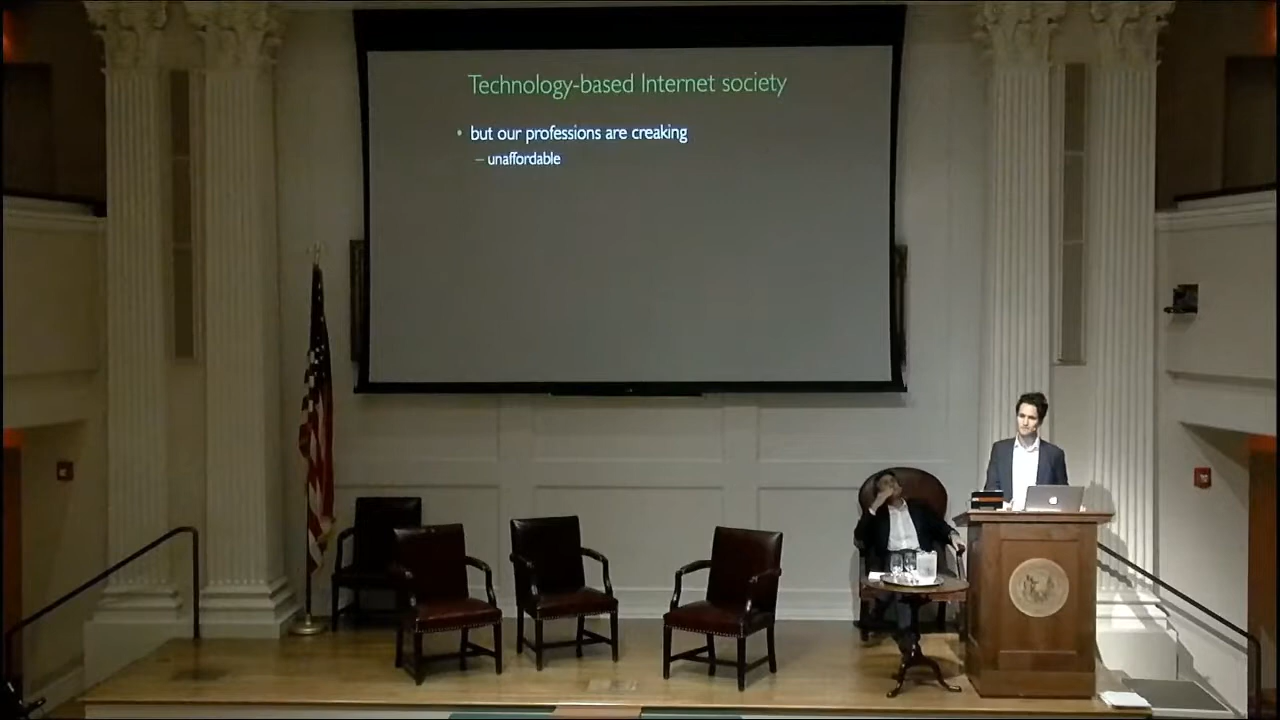 Technology-based Internet society
• but our professions are creaking
– unaffordable